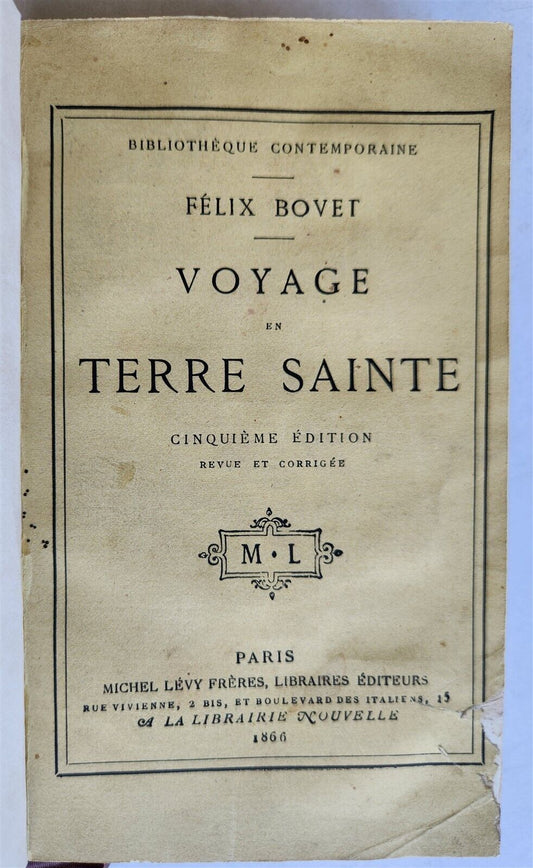 BIBLIOTHÈQUE CONTEMPORAINE
FÉLIX BOVET
VOYAGE
EN
TERRE SAINTE
CINQUIÈME ÉDITION
REVUE ET CORRIGÉE
M · L
PARIS
MICHEL LÉVY FRÈRES, LIBRAIRES ÉDITEURS
RUE VIVIENNE, 2 BIS, ET BOULEVARD DES ITALIENS, 15
A LA LIBRAIRIE NOUVELLE
1866